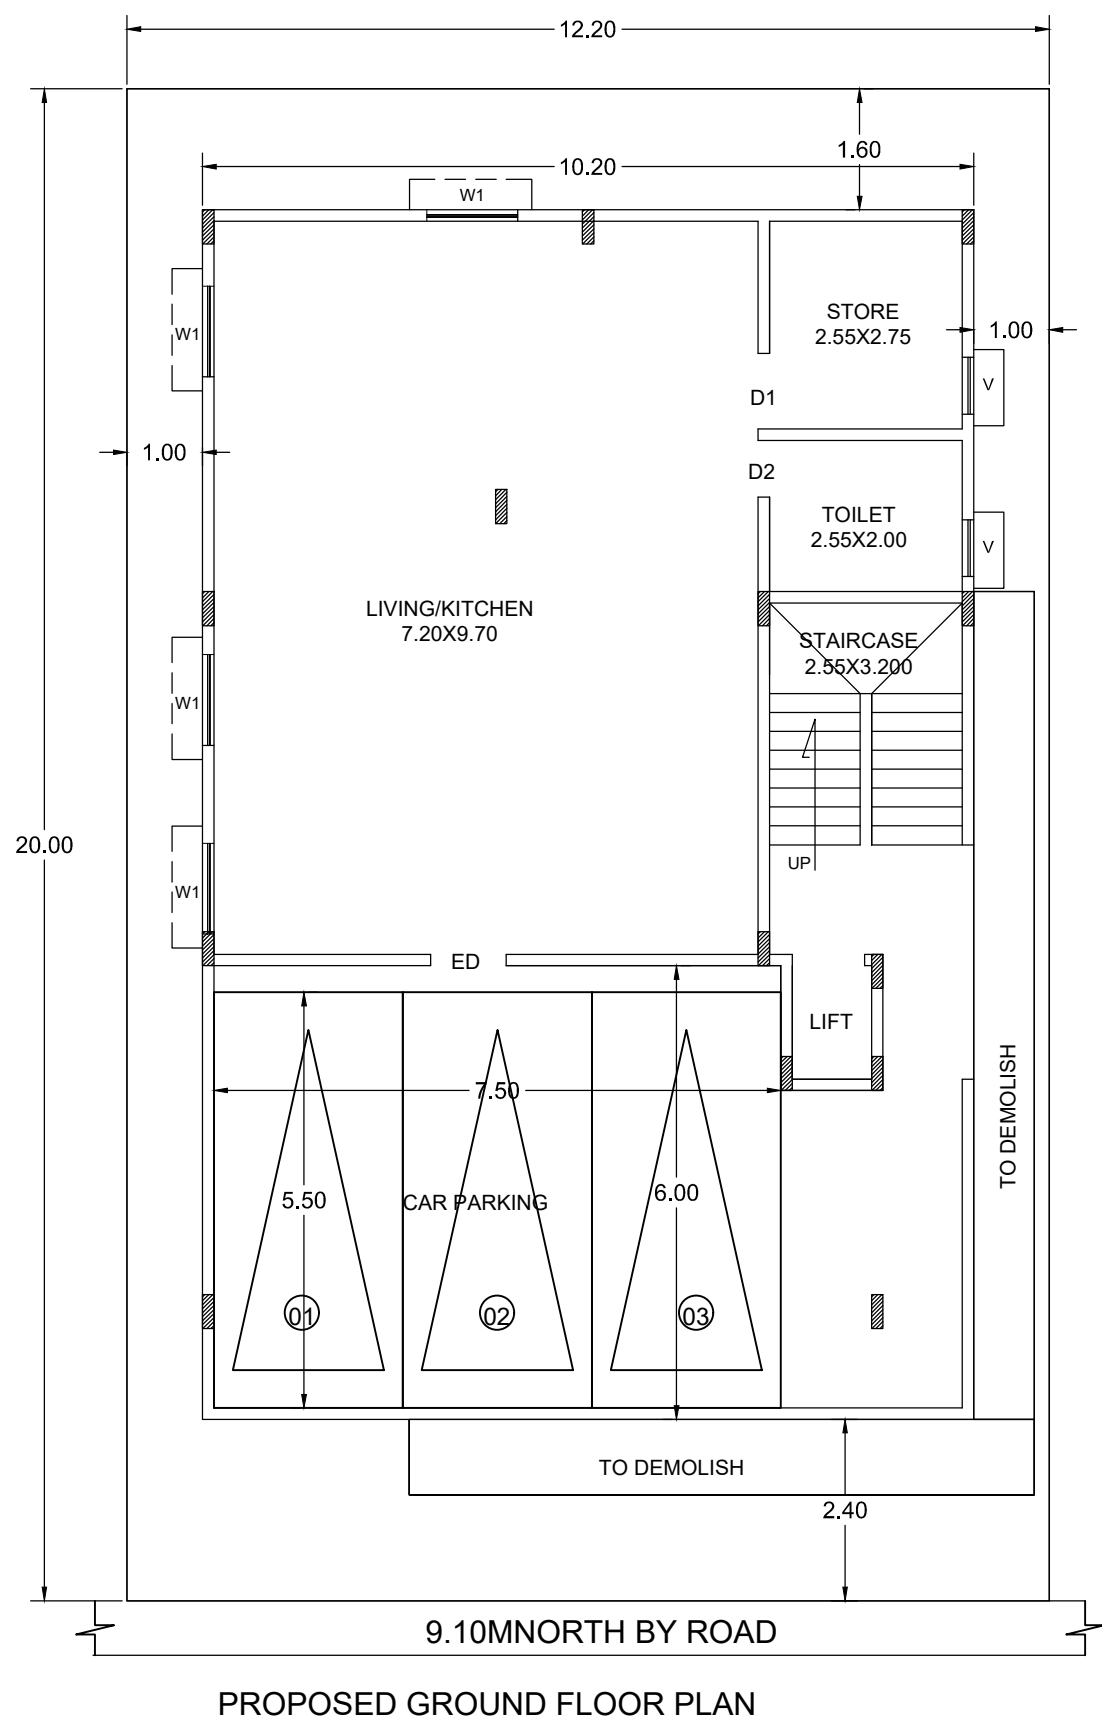 12.20
1.60
10.20
W1
STORE
2.55X2.75
1.00
W1
V
D1
1.00
D2
TOILET
2.55X2.00
V
LIVING/KITCHEN
7.20X9.70
STAIRCASE
2.55X3.200
W1
20.00
UP
W1
ED
LIFT
7.50
TO DEMOLISH
5.50
CAR PARKING
6.00
01
02
03
TO DEMOLISH
2.40
9.10MNORTH BY ROAD
PROPOSED GROUND FLOOR PLAN